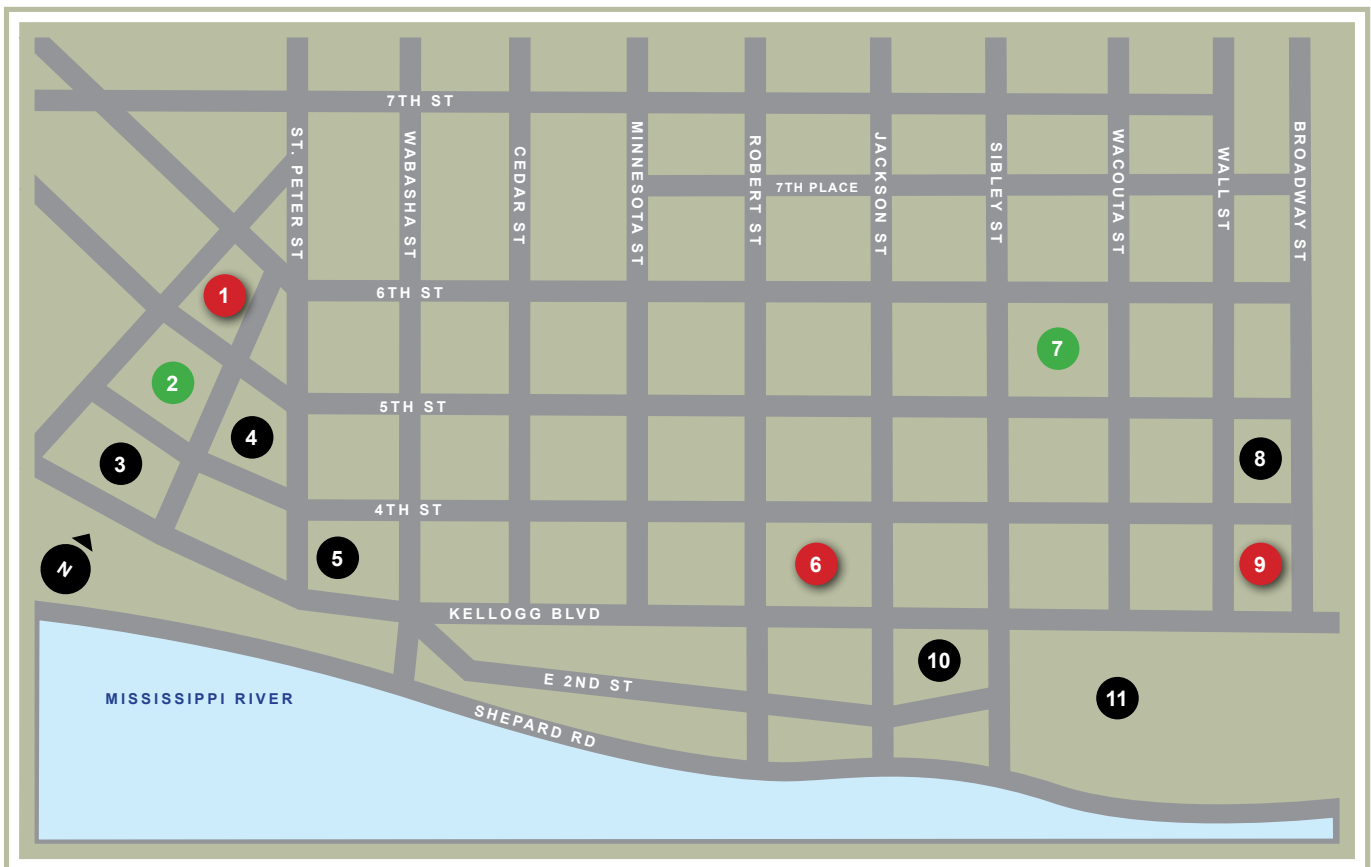 7TH ST
ST. PETER ST
WABASHA ST
CEDAR ST
MINNESOTA ST
ROBERT ST
JACKSON ST
SIBLEY ST
WACOUTA ST
WALL ST
BROADWAY ST
7TH PLACE
1
6TH ST
7
2
5TH ST
4
3
8
4TH ST
5
6
9
N
KELLOGG BLVD
10
E 2ND ST
11
MISSISSIPPI RIVER
SHEPARD RD